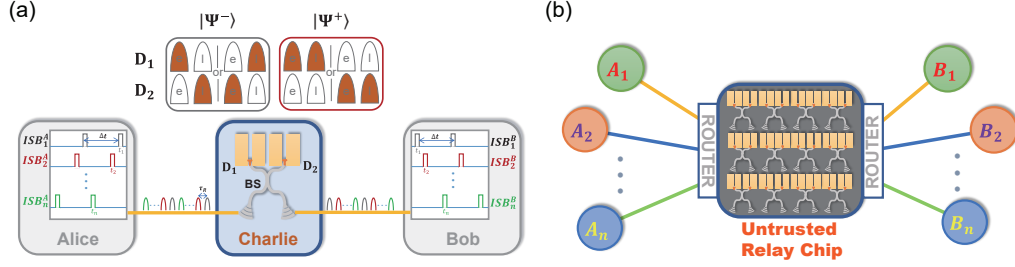 (a)
|Ψ⁻⟩
|Ψ⁺⟩
D₁
e l e l
or
e l e l
or
D₂
e l e l
e l e l
ISB₁ᴬ
Δt
t₁
ISB₂ᴬ
t₂
ISBₙᴬ
tₙ
Alice
τ_R
D₁
D₂
BS
Charlie
Δt
t₁
ISB₁ᴮ
t₂
ISB₂ᴮ
tₙ
ISBₙᴮ
Bob
(b)
A₁
B₁
A₂
B₂
Aₙ
Bₙ
ROUTER
ROUTER
Untrusted
Relay Chip